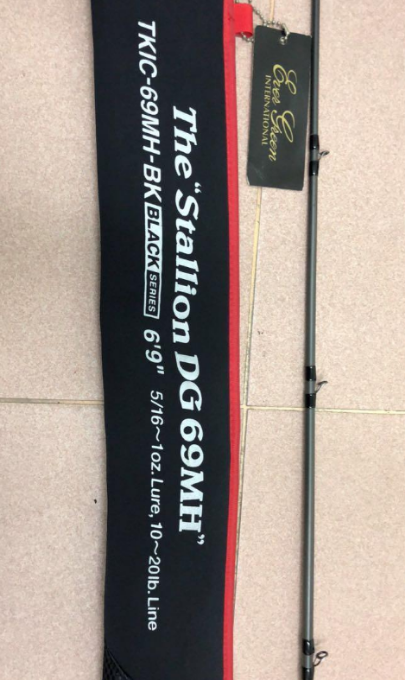 The "Stallion DG 69MH"
TKIC-69MH-BK BLACK SERIES 6'9" 5/16~1oz. Lure, 10~20lb. Line
Ever Green
INTERNATIONAL